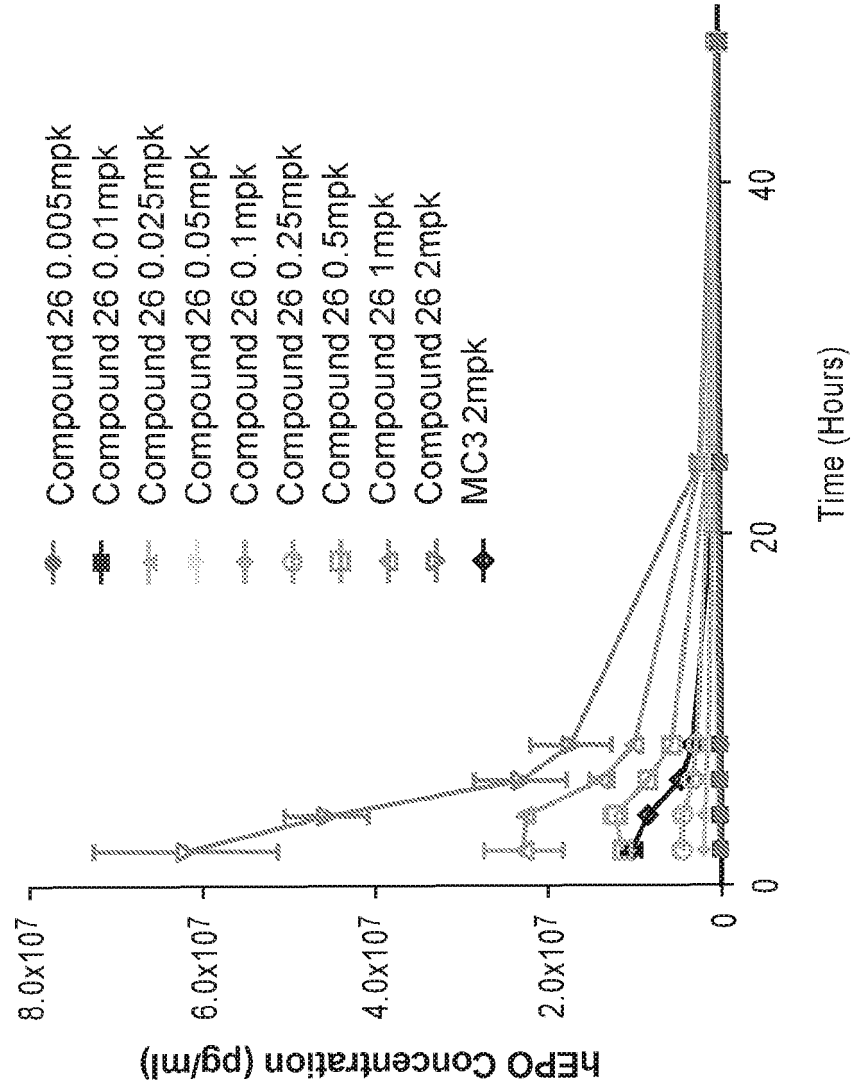 hEPO Concentration (pg/ml)
8.0x10⁷
6.0x10⁷
4.0x10⁷
2.0x10⁷
0
Compound 26 0.005mpk
Compound 26 0.01mpk
Compound 26 0.025mpk
Compound 26 0.05mpk
Compound 26 0.1mpk
Compound 26 0.25mpk
Compound 26 0.5mpk
Compound 26 1mpk
Compound 26 2mpk
MC3 2mpk
0
20
40
Time (Hours)